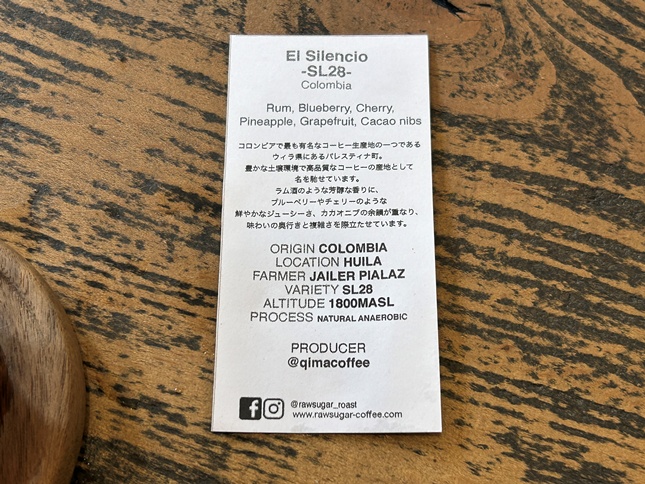 El Silencio
-SL28-
Colombia
Rum, Blueberry, Cherry,
Pineapple, Grapefruit, Cacao nibs
コロンビアで最も有名なコーヒー生産地の一つである
ウィラ県にあるパレスティナ町。
豊かな土壌環境で高品質なコーヒーの産地として
名を馳せています。
ラム酒のような芳醇な香りに、
ブルーベリーやチェリーのような
鮮やかなジューシーさ、カカオニブの余韻が重なり、
味わいの奥行きと複雑さを際立たせています。
ORIGIN COLOMBIA
LOCATION HUILA
FARMER JAILER PIALAZ
VARIETY SL28
ALTITUDE 1800MASL
PROCESS NATURAL ANAEROBIC
PRODUCER
@qimacoffee
@rawsugar_roast
www.rawsugar-coffee.com